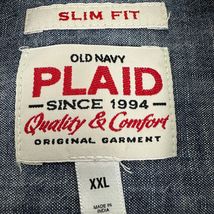 SLIM FIT
OLD NAVY
PLAID
SINCE 1994
Quality & Comfort
ORIGINAL GARMENT
XXL
MADE IN
INDIA